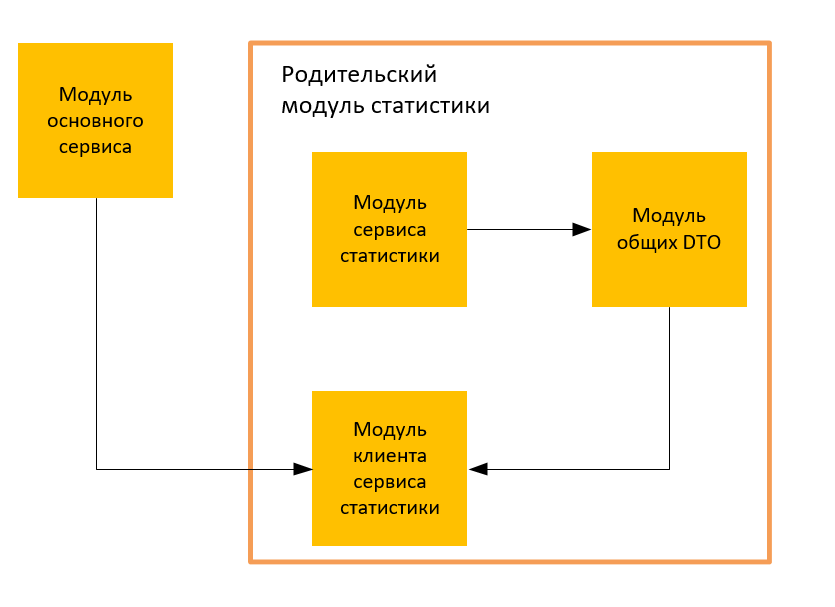 Модуль
основного
сервиса
Родительский
модуль статистики
Модуль
сервиса
статистики
Модуль
общих DTO
Модуль
клиента
сервиса
статистики